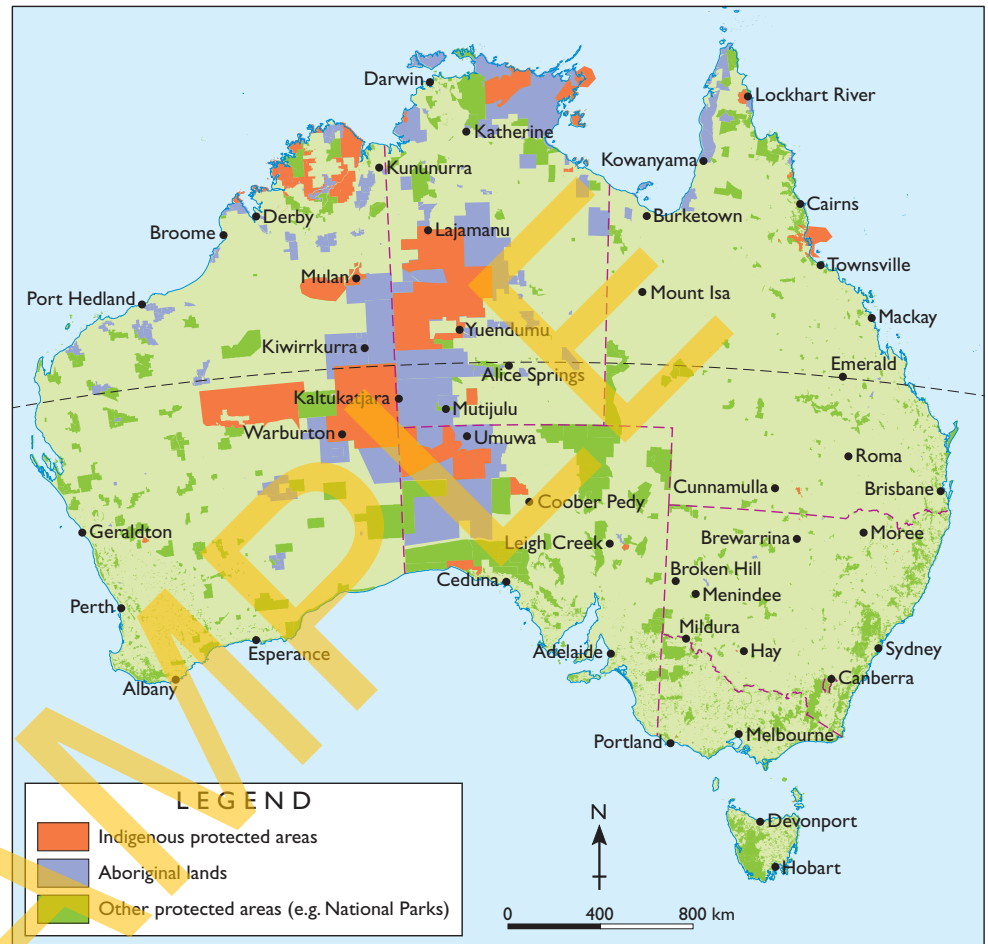 Darwin
Lockhart River
Katherine
Kowanyama
Kununurra
Cairns
Derby
Burketown
Broome
Lajamanu
Townsville
Mulan
Mount Isa
Port Hedland
Mackay
Yuendumu
Kiwirrkurra
Emerald
Alice Springs
Kaltukatjara
Mutijulu
Warburton
Umuwa
Roma
Cunnamulla
Brisbane
Coober Pedy
Geraldton
Leigh Creek
Brewarrina
Moree
Broken Hill
Ceduna
Menindee
Perth
Mildura
Esperance
Adelaide
Hay
Sydney
Albany
Canberra
Portland
Melbourne
LEGEND
Indigenous protected areas
Aboriginal lands
Other protected areas (e.g. National Parks)
N
Devonport
Hobart
0 400 800 km
AMPLE